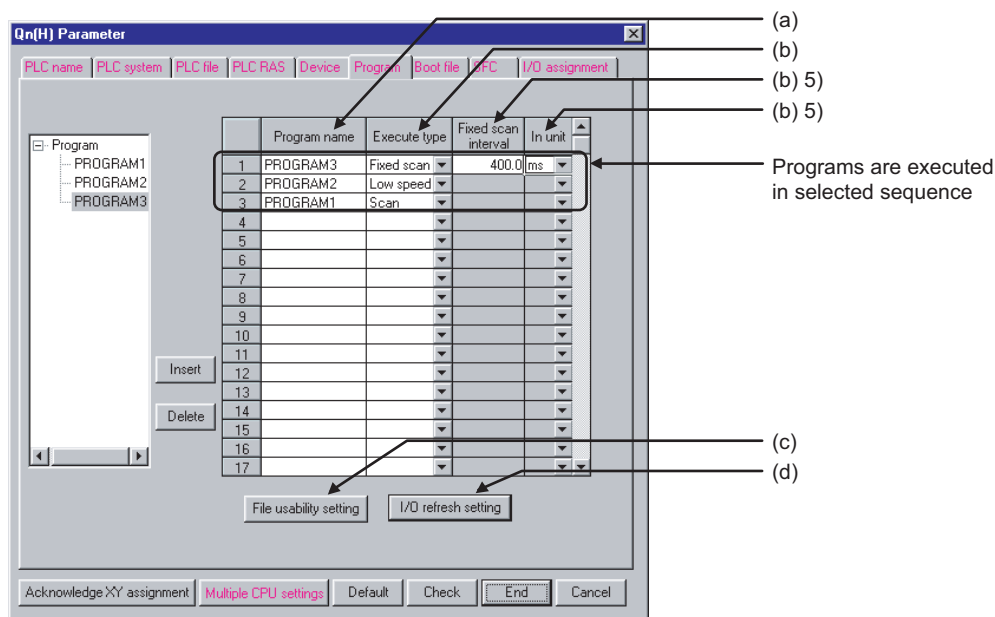 (a)
Qn(H) Parameter
(b)
PLC name PLC system PLC file PLC RAS Device Program Boot file SFC I/O assignment
(b) 5)
(b) 5)
Program name Execute type Fixed scan interval In unit
Program
PROGRAM1
PROGRAM2
PROGRAM3
1 PROGRAM3 Fixed scan 400.0 ms
2 PROGRAM2 Low speed
3 PROGRAM1 Scan
4
5
6
7
8
9
10
11
12
13
14
15
16
17
Programs are executed
in selected sequence
Insert
Delete
(c)
(d)
File usability setting I/O refresh setting
Acknowledge XY assignment Multiple CPU settings Default Check End Cancel